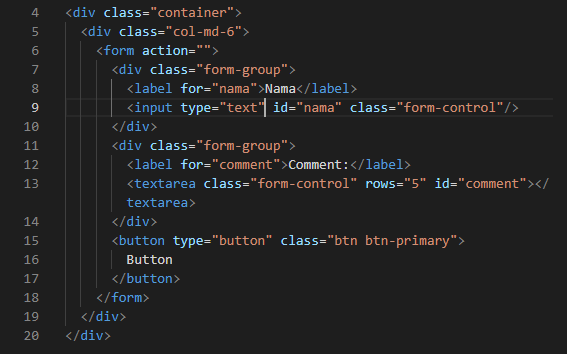 4 <div class="container">
5 <div class="col-md-6">
6 <form action="">
7 <div class="form-group">
8 <label for="nama">Nama</label>
9 <input type="text" id="nama" class="form-control"/>
10 </div>
11 <div class="form-group">
12 <label for="comment">Comment:</label>
13 <textarea class="form-control" rows="5" id="comment"></
textarea>
14 </div>
15 <button type="button" class="btn btn-primary">
16 Button
17 </button>
18 </form>
19 </div>
20 </div>